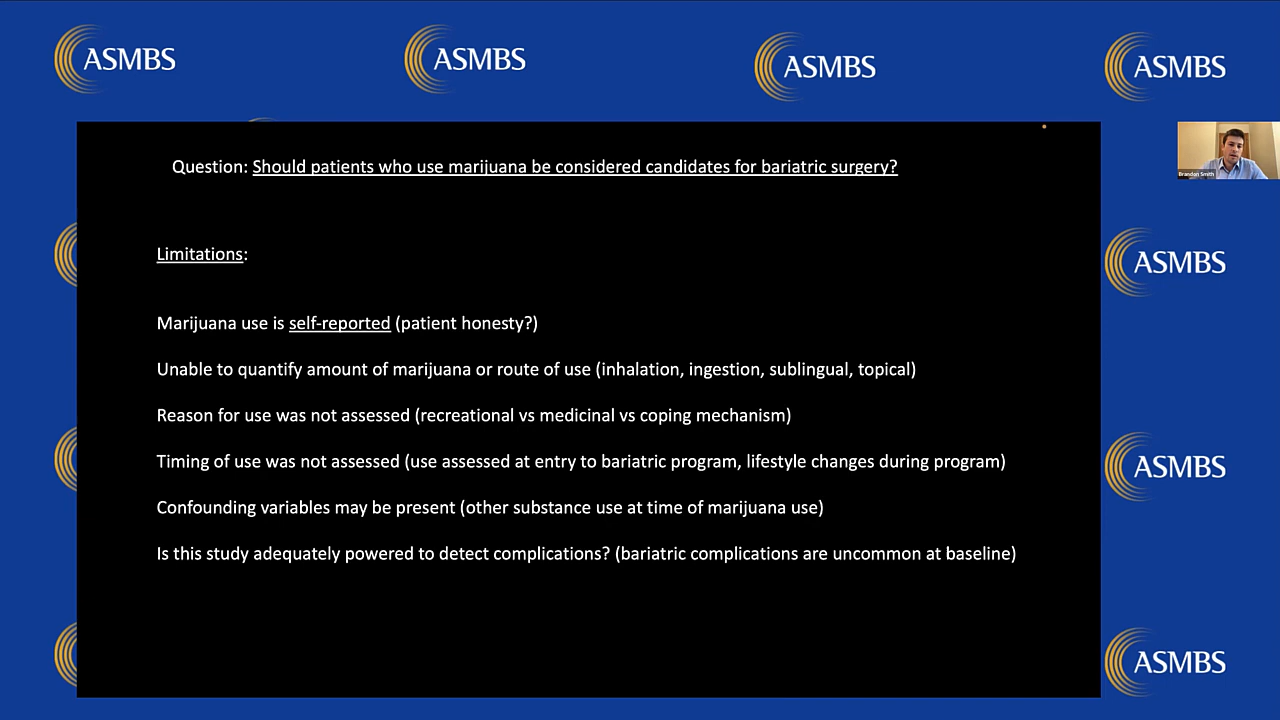 ASMBS
ASMBS
ASMBS
ASMBS
Question: Should patients who use marijuana be considered candidates for bariatric surgery?
Brandon Smith
Limitations:
ASMBS
Marijuana use is self-reported (patient honesty?)
Unable to quantify amount of marijuana or route of use (inhalation, ingestion, sublingual, topical)
Reason for use was not assessed (recreational vs medicinal vs coping mechanism)
Timing of use was not assessed (use assessed at entry to bariatric program, lifestyle changes during program)
ASMBS
Confounding variables may be present (other substance use at time of marijuana use)
Is this study adequately powered to detect complications? (bariatric complications are uncommon at baseline)
ASMBS